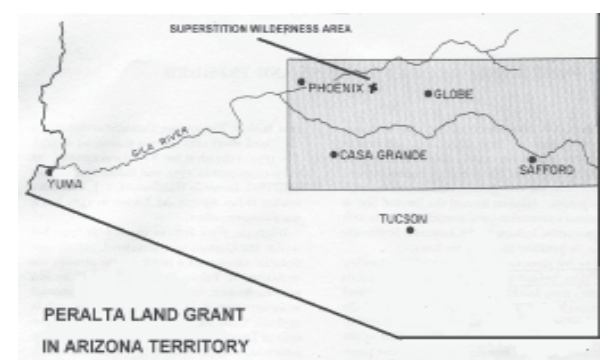 SUPERSTITION WILDERNESS AREA
PHOENIX
GLOBE
GILA RIVER
CASA GRANDE
SAFFORD
YUMA
TUCSON
PERALTA LAND GRANT
IN ARIZONA TERRITORY